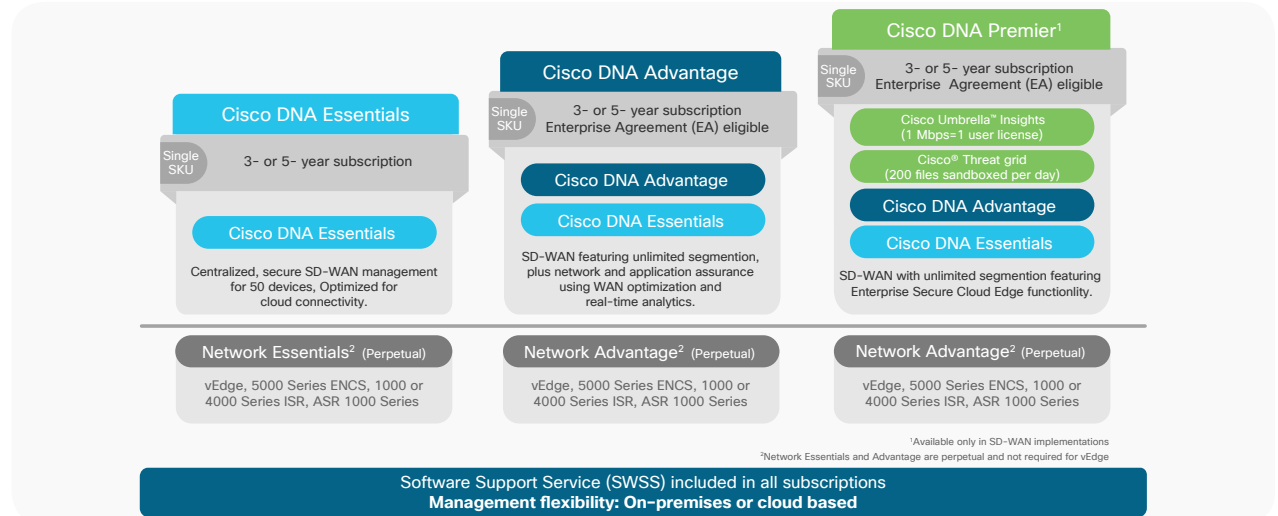 Cisco DNA Essentials
Single
SKU
3- or 5- year subscription
Cisco DNA Essentials
Centralized, secure SD-WAN management
for 50 devices, Optimized for
cloud connectivity.
Cisco DNA Advantage
Single
SKU
3- or 5- year subscription
Enterprise Agreement (EA) eligible
Cisco DNA Advantage
Cisco DNA Essentials
SD-WAN featuring unlimited segmention,
plus network and application assurance
using WAN optimization and
real-time analytics.
Cisco DNA Premier¹
Single
SKU
3- or 5- year subscription
Enterprise Agreement (EA) eligible
Cisco Umbrella™ Insights
(1 Mbps=1 user license)
Cisco® Threat grid
(200 files sandboxed per day)
Cisco DNA Advantage
Cisco DNA Essentials
SD-WAN with unlimited segmention featuring
Enterprise Secure Cloud Edge functionlity.
Network Essentials² (Perpetual)
vEdge, 5000 Series ENCS, 1000 or
4000 Series ISR, ASR 1000 Series
Network Advantage² (Perpetual)
vEdge, 5000 Series ENCS, 1000 or
4000 Series ISR, ASR 1000 Series
Network Advantage² (Perpetual)
vEdge, 5000 Series ENCS, 1000 or
4000 Series ISR, ASR 1000 Series
¹Available only in SD-WAN implementations
²Network Essentials and Advantage are perpetual and not required for vEdge
Software Support Service (SWSS) included in all subscriptions
Management flexibility: On-premises or cloud based